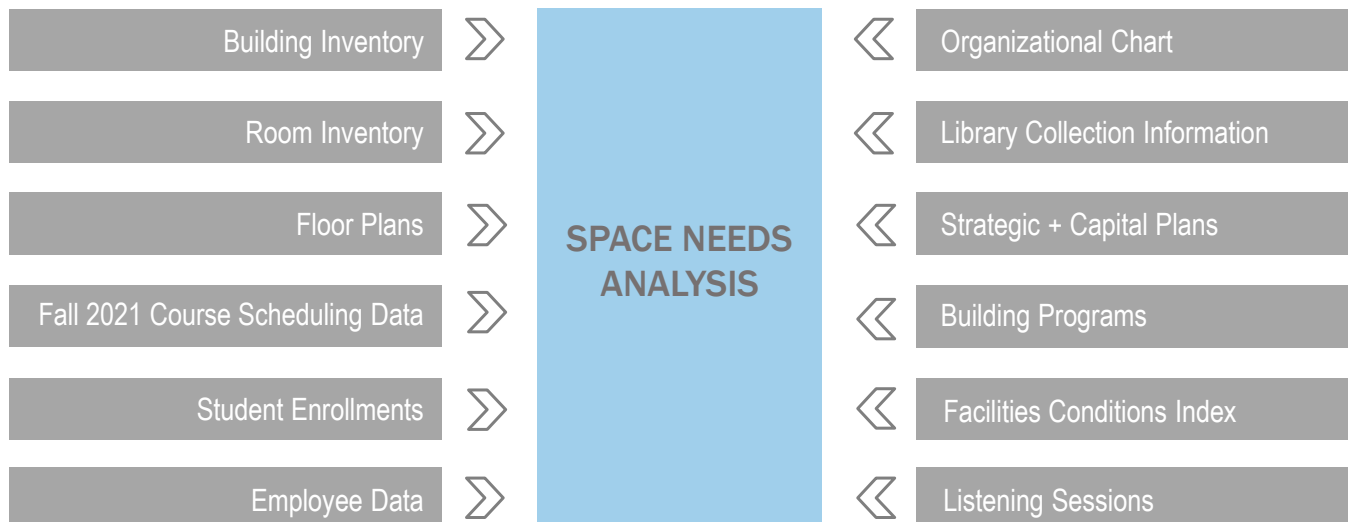 Building Inventory
Room Inventory
Floor Plans
Fall 2021 Course Scheduling Data
Student Enrollments
Employee Data
SPACE NEEDS
ANALYSIS
Organizational Chart
Library Collection Information
Strategic + Capital Plans
Building Programs
Facilities Conditions Index
Listening Sessions